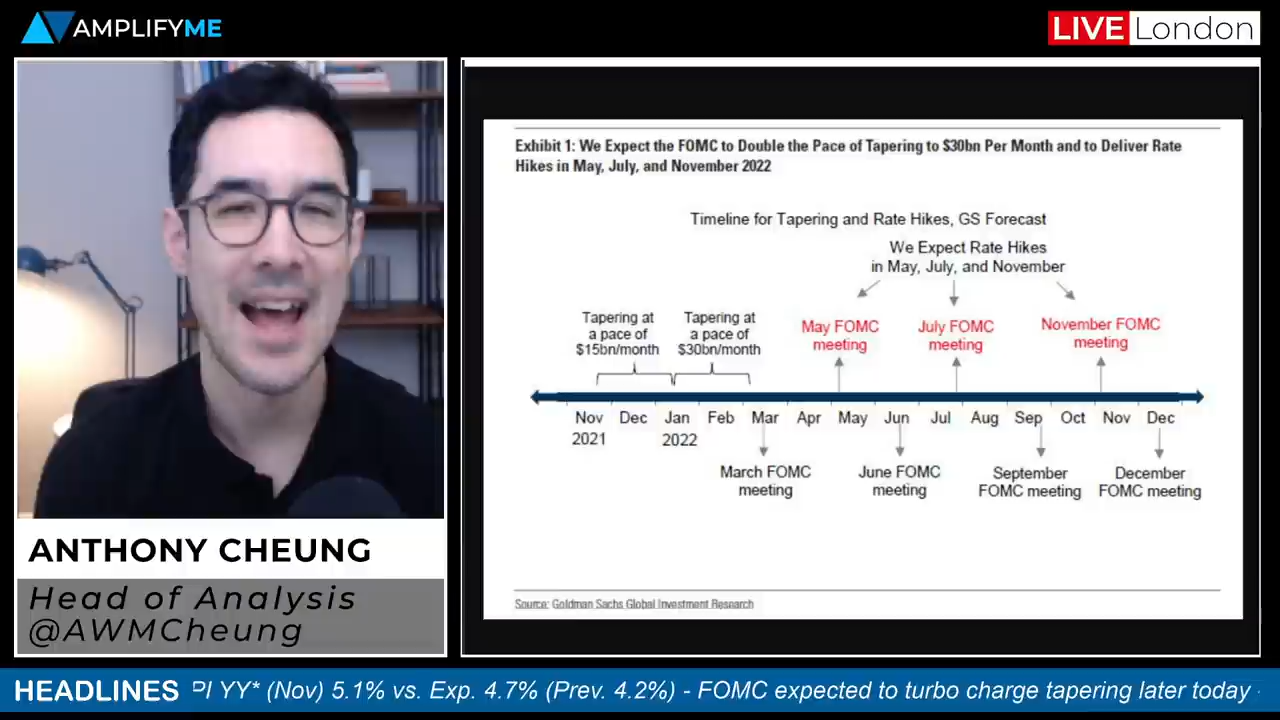 AMPLIFYME
LIVE London
Exhibit 1: We Expect the FOMC to Double the Pace of Tapering to $30bn Per Month and to Deliver Rate
Hikes in May, July, and November 2022
Timeline for Tapering and Rate Hikes, GS Forecast
We Expect Rate Hikes
in May, July, and November
Tapering at
a pace of
$15bn/month
Tapering at
a pace of
$30bn/month
May FOMC
meeting
July FOMC
meeting
November FOMC
meeting
Nov Dec Jan Feb Mar Apr May Jun Jul Aug Sep Oct Nov Dec
2021 2022
March FOMC
meeting
June FOMC
meeting
September
FOMC meeting
December
FOMC meeting
Source: Goldman Sachs Global Investment Research
ANTHONY CHEUNG
Head of Analysis
@AWMCheung
HEADLINES PI YY* (Nov) 5.1% vs. Exp. 4.7% (Prev. 4.2%) - FOMC expected to turbo charge tapering later today -